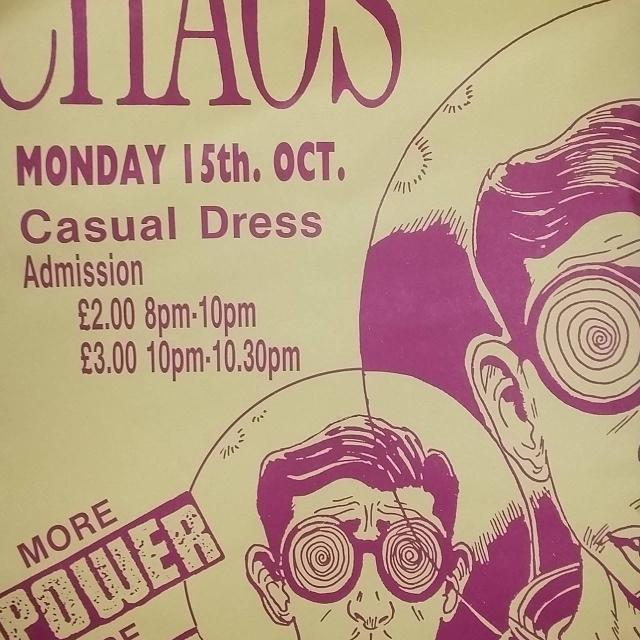 CHAOS
MONDAY 15th. OCT.
Casual Dress
Admission
£2.00 8pm-10pm
£3.00 10pm-10.30pm
MORE
POWER